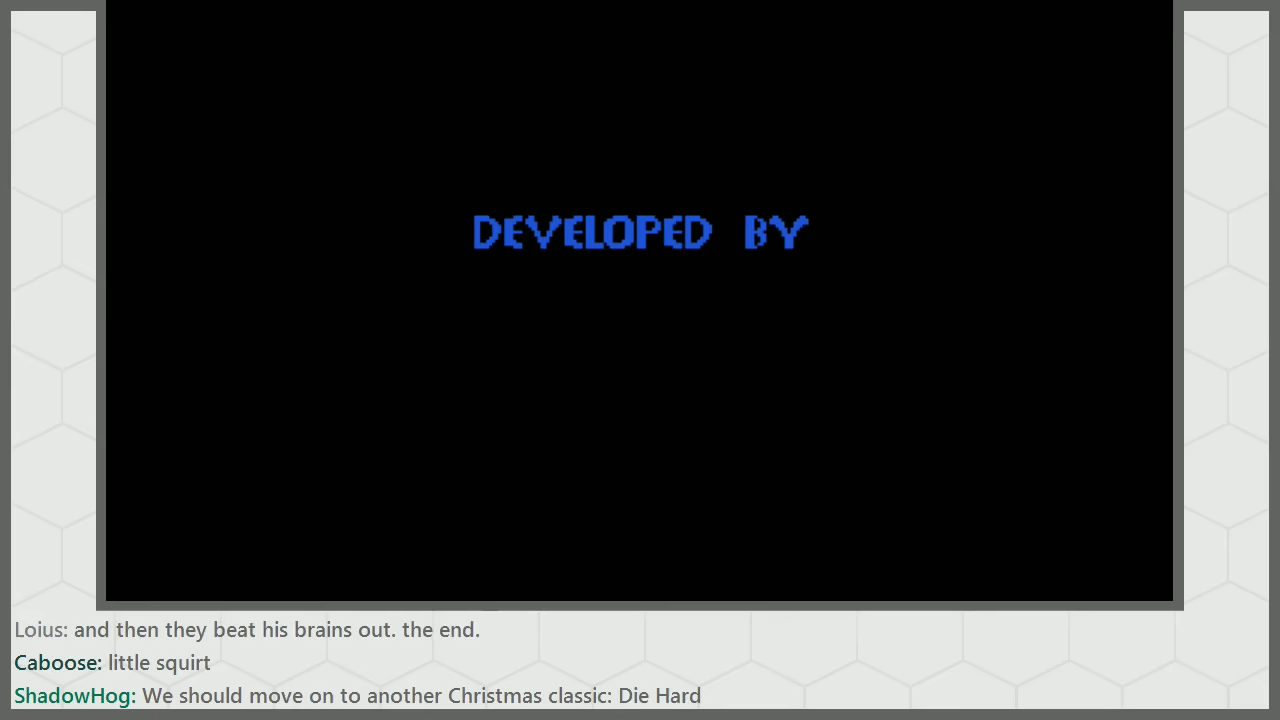 DEVELOPED BY
Loius: and then they beat his brains out. the end.
Caboose: little squirt
ShadowHog: We should move on to another Christmas classic: Die Hard